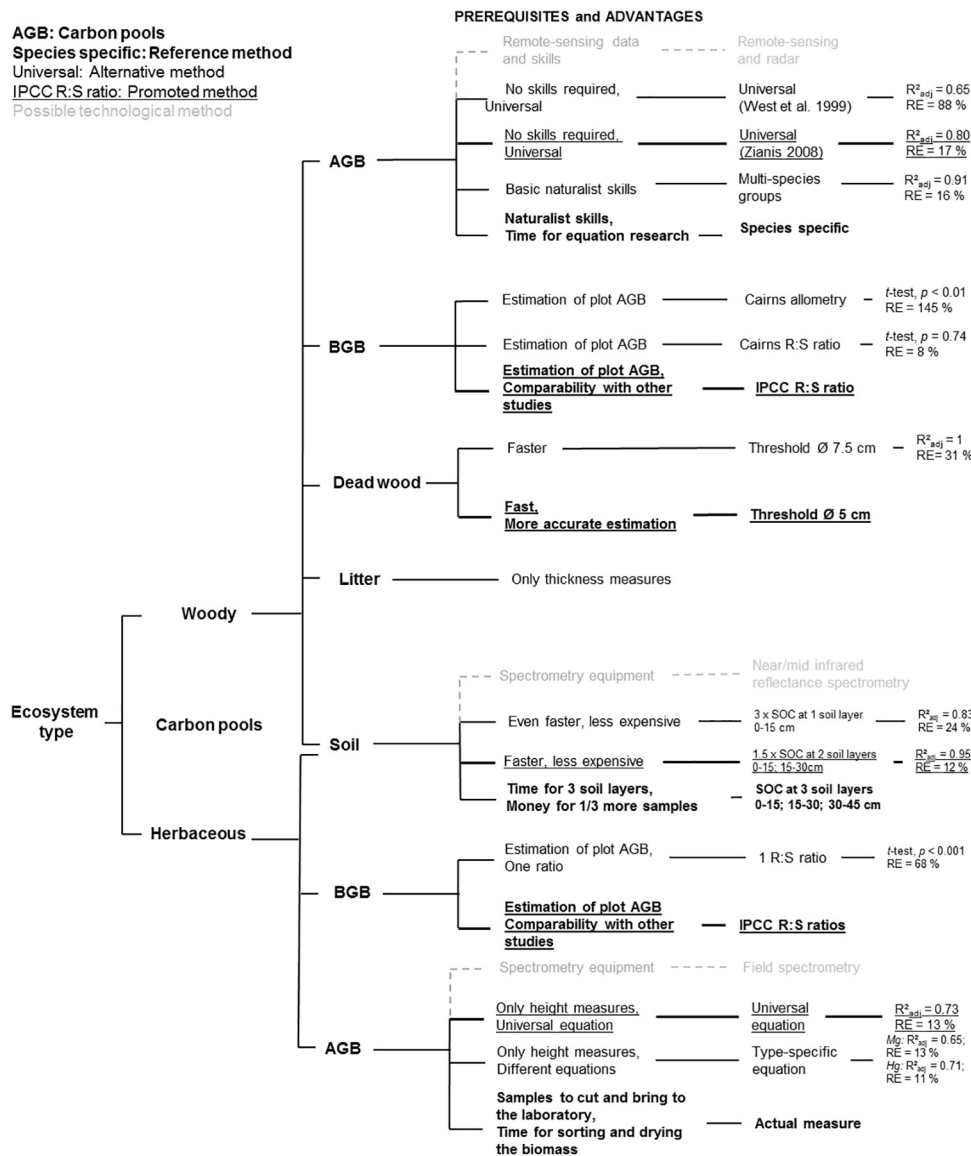 PREREQUISITES and ADVANTAGES
AGB: Carbon pools
Species specific: Reference method
Universal: Alternative method
IPCC R:S ratio: Promoted method
Possible technological method
Ecosystem
type
Woody
Carbon pools
Herbaceous
AGB
Remote-sensing data
and skills
Remote-sensing
and radar
No skills required,
Universal
Universal
(West et al. 1999)
R²adj = 0.65
RE = 88 %
No skills required,
Universal
Universal
(Zianis 2008)
R²adj = 0.80
RE = 17 %
Basic naturalist skills
Multi-species
groups
R²adj = 0.91
RE = 16 %
Naturalist skills,
Time for equation research
Species specific
BGB
Estimation of plot AGB
Cairns allometry
t-test, p < 0.01
RE = 145 %
Estimation of plot AGB
Cairns R:S ratio
t-test, p = 0.74
RE = 8 %
Estimation of plot AGB,
Comparability with other
studies
IPCC R:S ratio
Dead wood
Faster
Threshold Ø 7.5 cm
R²adj = 1
RE= 31 %
Fast,
More accurate estimation
Threshold Ø 5 cm
Litter
Only thickness measures
Soil
Spectrometry equipment
Near/mid infrared
reflectance spectrometry
Even faster, less expensive
3 x SOC at 1 soil layer
0-15 cm
R²adj = 0.83
RE = 24 %
Faster, less expensive
1.5 x SOC at 2 soil layers
0-15; 15-30cm
R²adj = 0.95
RE = 12 %
Time for 3 soil layers,
Money for 1/3 more samples
SOC at 3 soil layers
0-15; 15-30; 30-45 cm
BGB
Estimation of plot AGB,
One ratio
1 R:S ratio
t-test, p < 0.001
RE = 68 %
Estimation of plot AGB
Comparability with other
studies
IPCC R:S ratios
AGB
Spectrometry equipment
Field spectrometry
Only height measures,
Universal equation
Universal
equation
R²adj = 0.73
RE = 13 %
Only height measures,
Different equations
Type-specific
equation
Mg: R²adj = 0.65;
RE = 13 %
Hg: R²adj = 0.71;
RE = 11 %
Samples to cut and bring to
the laboratory,
Time for sorting and drying
the biomass
Actual measure